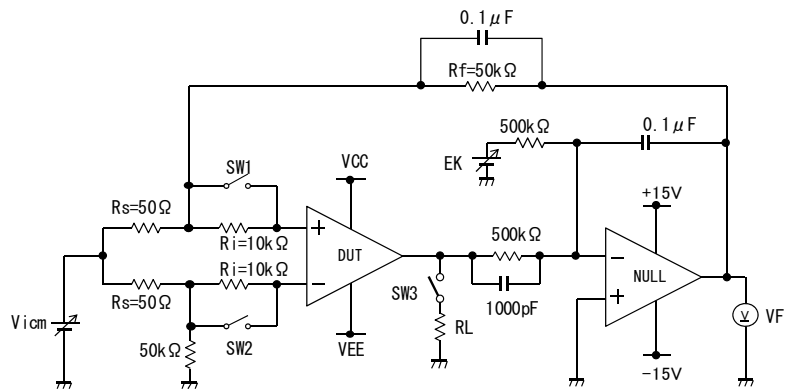 0.1μF
Rf=50kΩ
500kΩ
0.1μF
EK
SW1
VCC
+15V
Rs=50Ω
Ri=10kΩ
+
DUT
500kΩ
−
NULL
Ri=10kΩ
−
+
Rs=50Ω
SW3
1000pF
Vicm
SW2
RL
V
VF
50kΩ
VEE
−15V